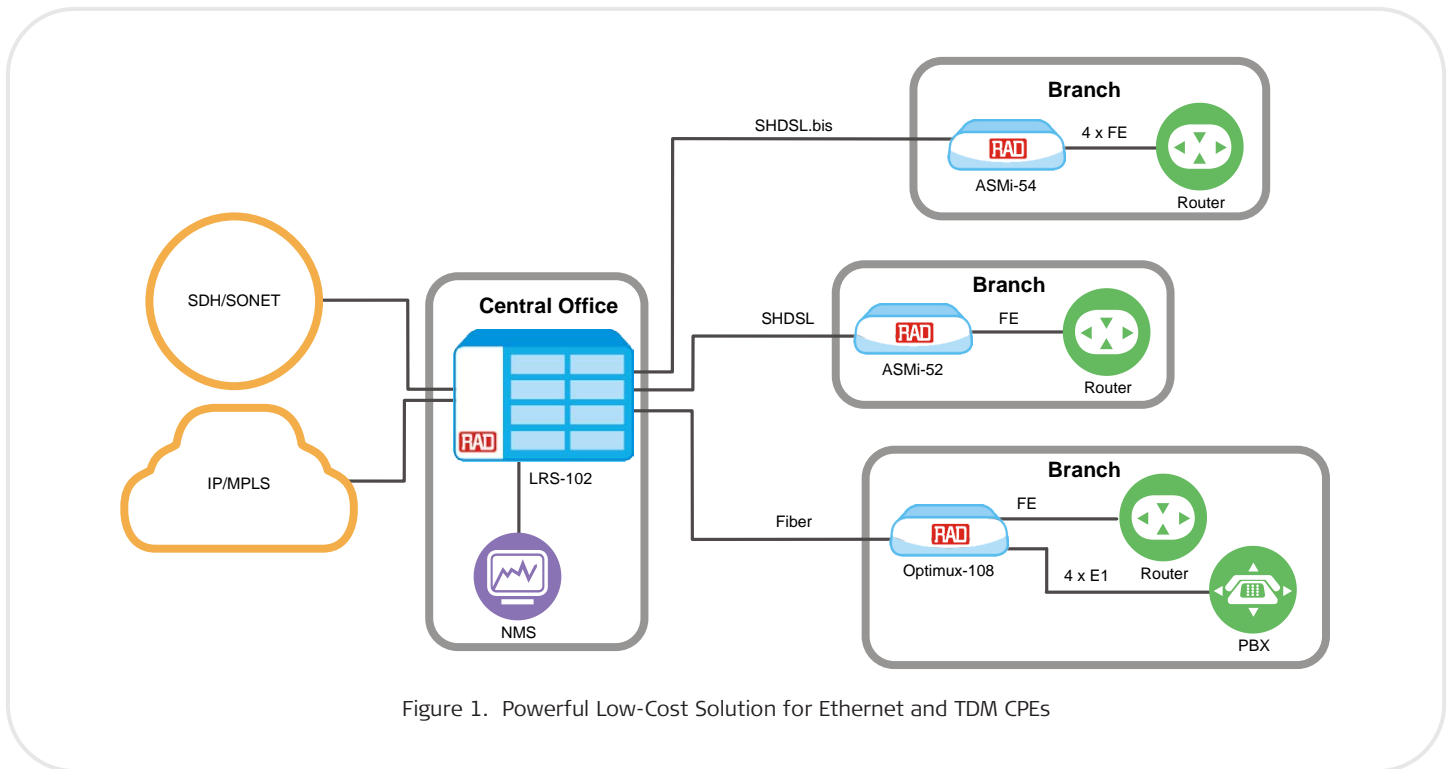 SDH/SONET
IP/MPLS
Central Office
RAD
LRS-102
NMS
SHDSL.bis
Branch
RAD
ASMi-54
4 x FE
Router
SHDSL
Branch
RAD
ASMi-52
FE
Router
Fiber
Branch
RAD
Optimux-108
FE
Router
4 x E1
PBX
Figure 1. Powerful Low-Cost Solution for Ethernet and TDM CPEs